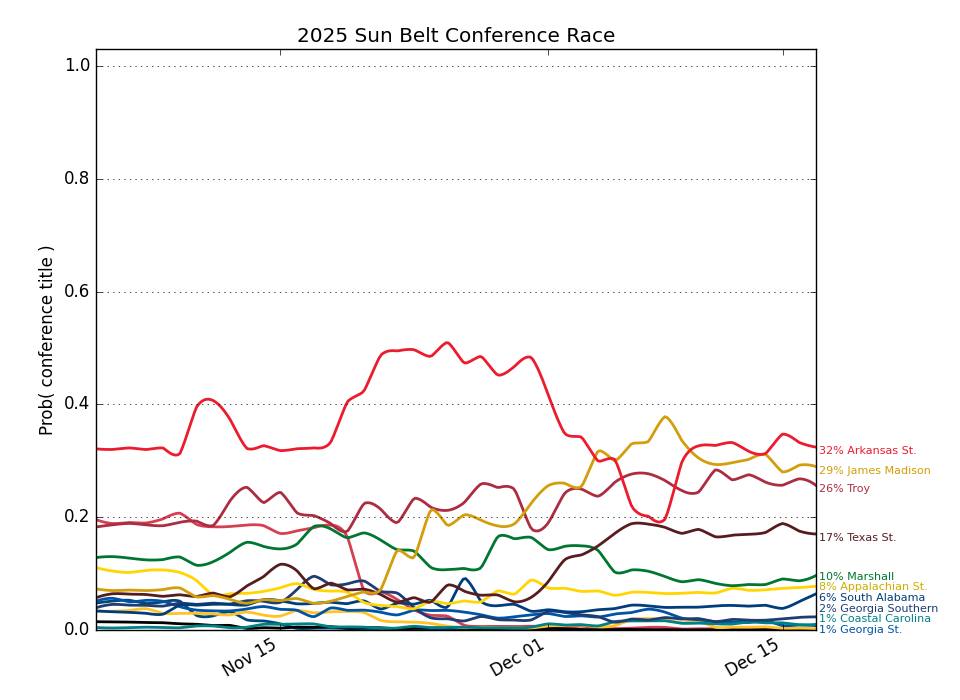 2025 Sun Belt Conference Race
Prob( conference title )
1.0
0.8
0.6
0.4
0.2
0.0
Nov 15
Dec 01
Dec 15
32% Arkansas St.
29% James Madison
26% Troy
17% Texas St.
10% Marshall
8% Appalachian St.
6% South Alabama
2% Georgia Southern
1% Coastal Carolina
1% Georgia St.